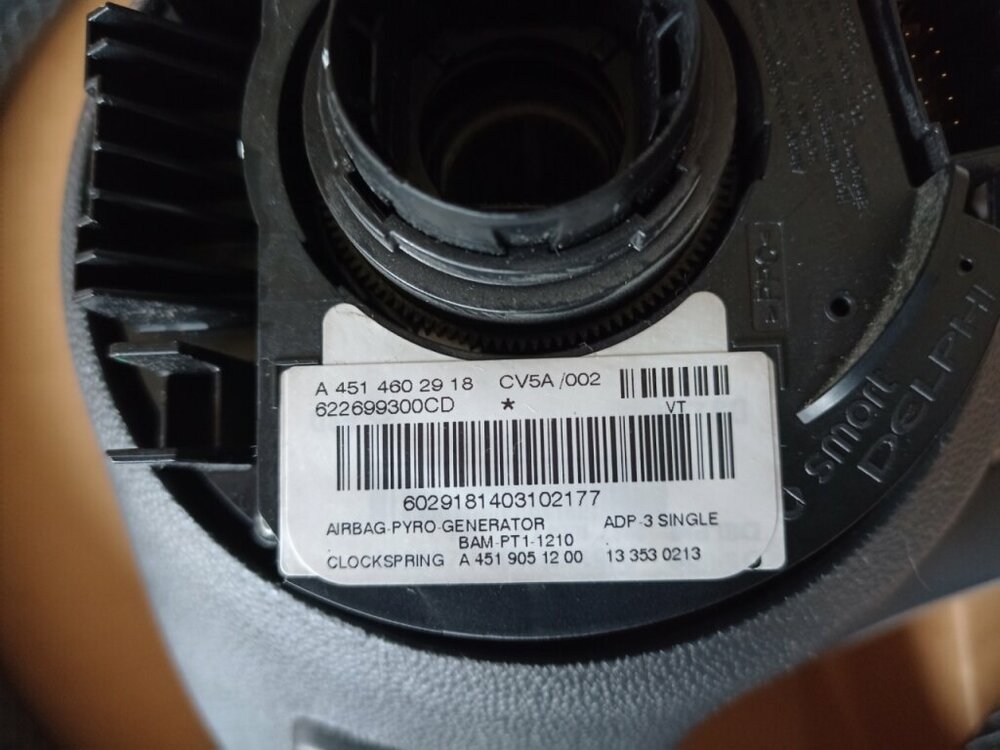 A 451 460 29 18 CV5A /002
622699300CD *
VT
6029181403102177
AIRBAG-PYRO-GENERATOR ADP-3 SINGLE
BAM-PT1-1210
CLOCKSPRING A 451 905 12 00 13 353 0213
smart
DELPHI